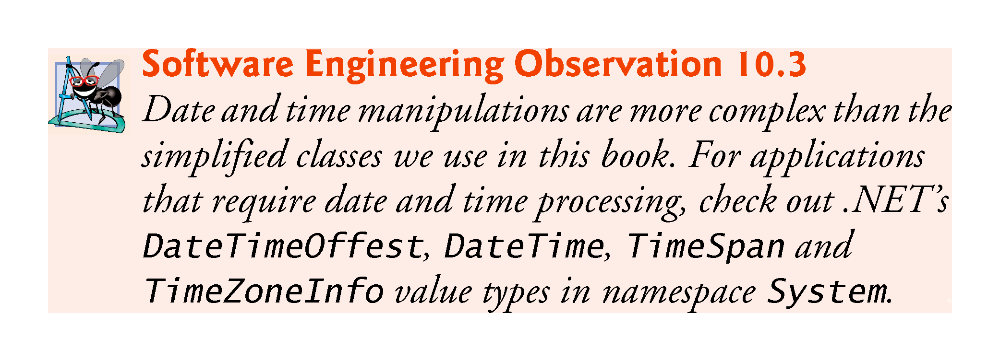 Software Engineering Observation 10.3
Date and time manipulations are more complex than the
simplified classes we use in this book. For applications
that require date and time processing, check out .NET’s
DateTimeOffest, DateTime, TimeSpan and
TimeZoneInfo value types in namespace System.